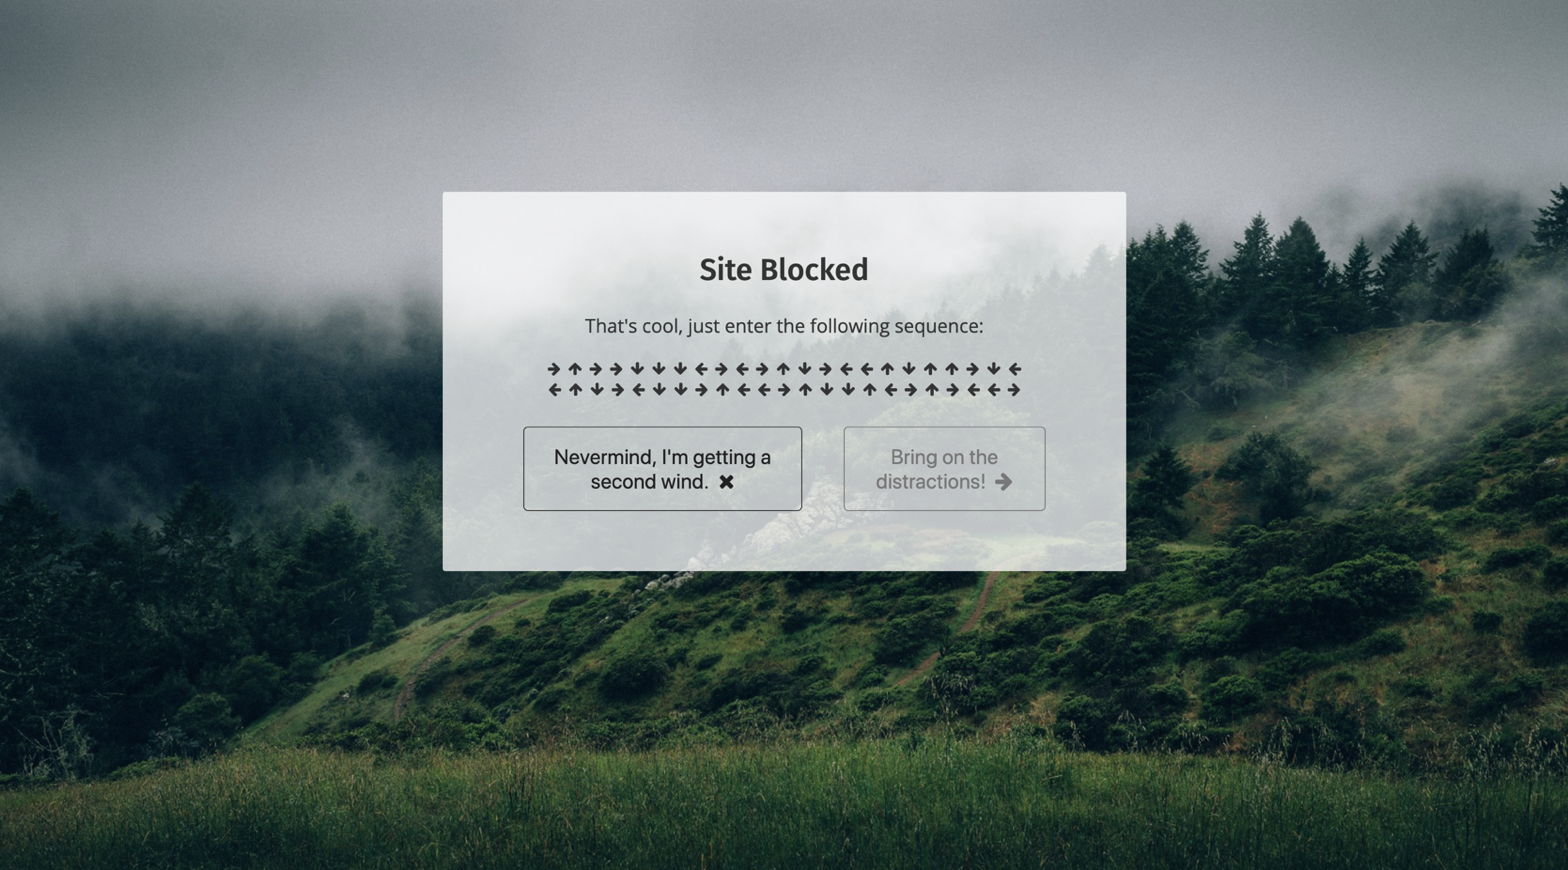 Site Blocked
That's cool, just enter the following sequence:
→ ↑ → → ↓ ↓ ↓ ← → ← → ↑ ↓ → ← ← ↑ ↓ ↑ ↑ → ↓ ←
← ↑ ↓ → ← ↓ ↓ → ↑ ← ← → ↑ ↓ ↓ ↑ ← → ↑ → ← ← →
Nevermind, I'm getting a
second wind. ✖
Bring on the
distractions! →